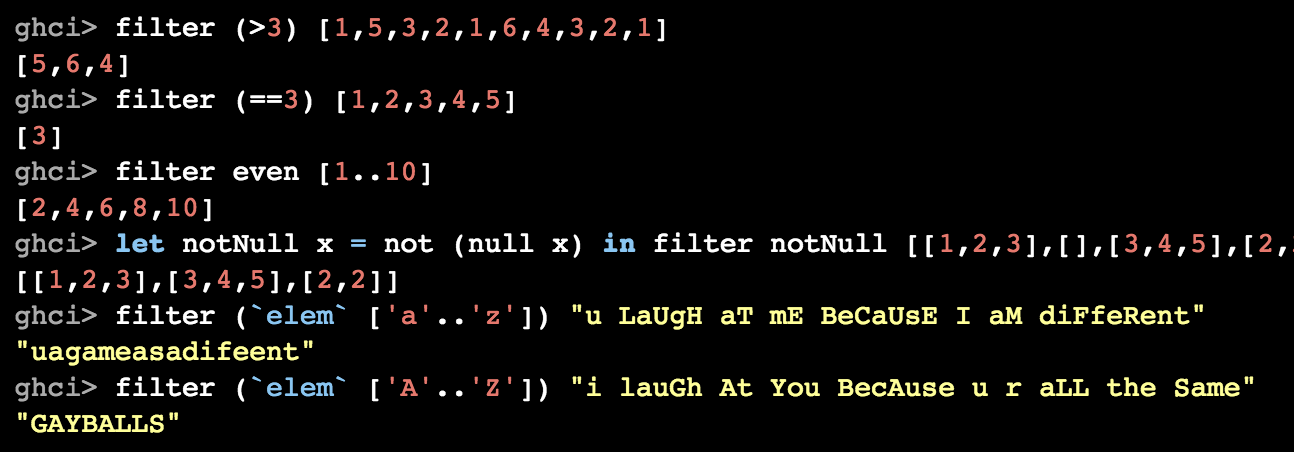 ghci> filter (>3) [1,5,3,2,1,6,4,3,2,1]
[5,6,4]
ghci> filter (==3) [1,2,3,4,5]
[3]
ghci> filter even [1..10]
[2,4,6,8,10]
ghci> let notNull x = not (null x) in filter notNull [[1,2,3],[],[3,4,5],[2,
[[1,2,3],[3,4,5],[2,2]]
ghci> filter (`elem` ['a'..'z']) "u LaUgH aT mE BeCaUsE I aM diFfeRent"
"uagameasadifeent"
ghci> filter (`elem` ['A'..'Z']) "i lauGh At You BecAuse u r aLL the Same"
"GAYBALLS"